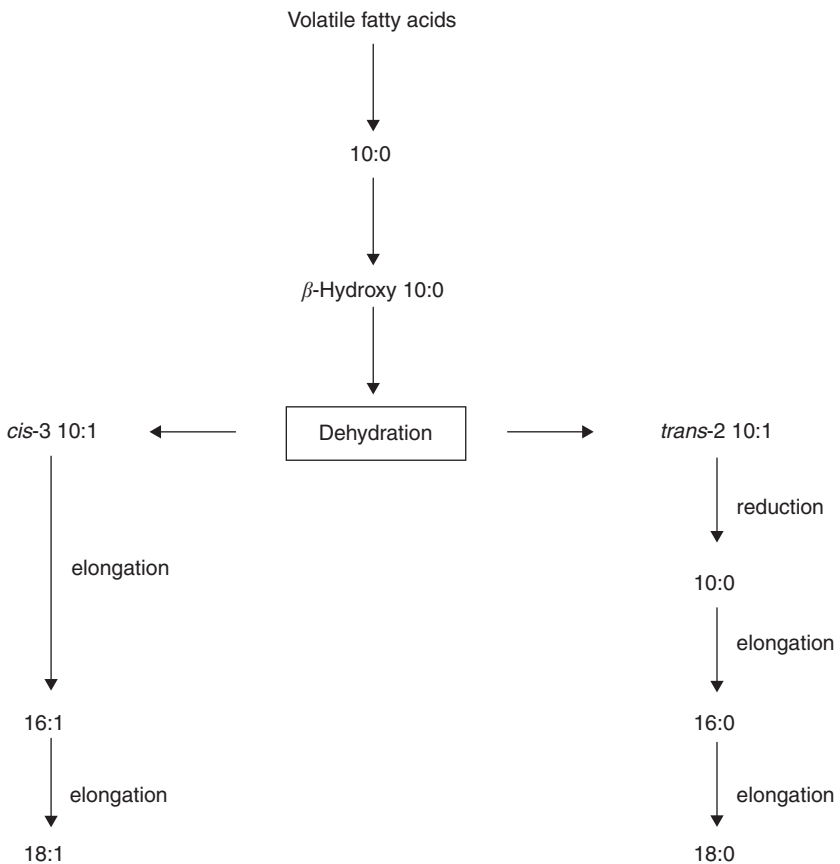 Volatile fatty acids
10:0
β-Hydroxy 10:0
cis-3 10:1
Dehydration
trans-2 10:1
reduction
elongation
10:0
elongation
16:1
16:0
elongation
elongation
18:1
18:0